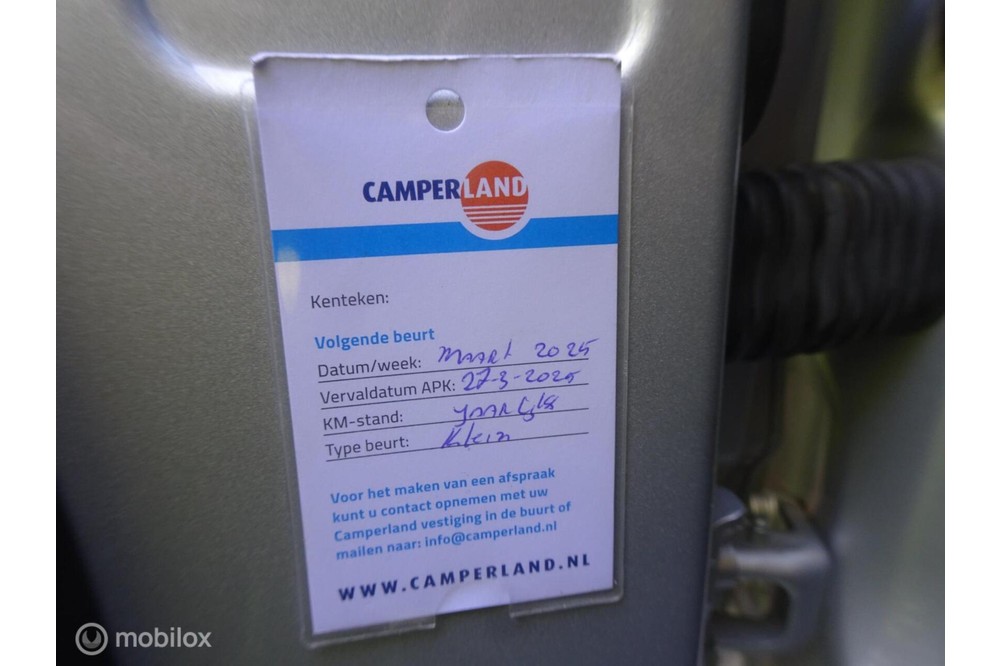 CAMPERLAND
Kenteken:
Volgende beurt
Datum/week: Maart 2025
Vervaldatum APK: 27-3-2025
KM-stand:
Type beurt: Klein
Voor het maken van een afspraak
kunt u contact opnemen met uw
Camperland vestiging in de buurt of
mailen naar: info@camperland.nl
WWW.CAMPERLAND.NL
mobilox